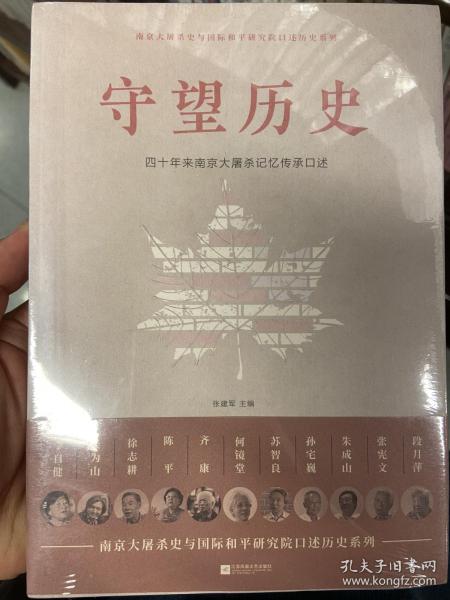 南京大屠杀史与国际和平研究院口述历史系列
守望历史
四十年来南京大屠杀记忆传承口述
张建军 主编
段月萍
张宪文
朱成山
孙宅巍
苏智良
何镜堂
齐康
陈平
徐志耕
为山
自健
南京大屠杀史与国际和平研究院口述历史系列
孔夫子旧书网
www.kongfz.com